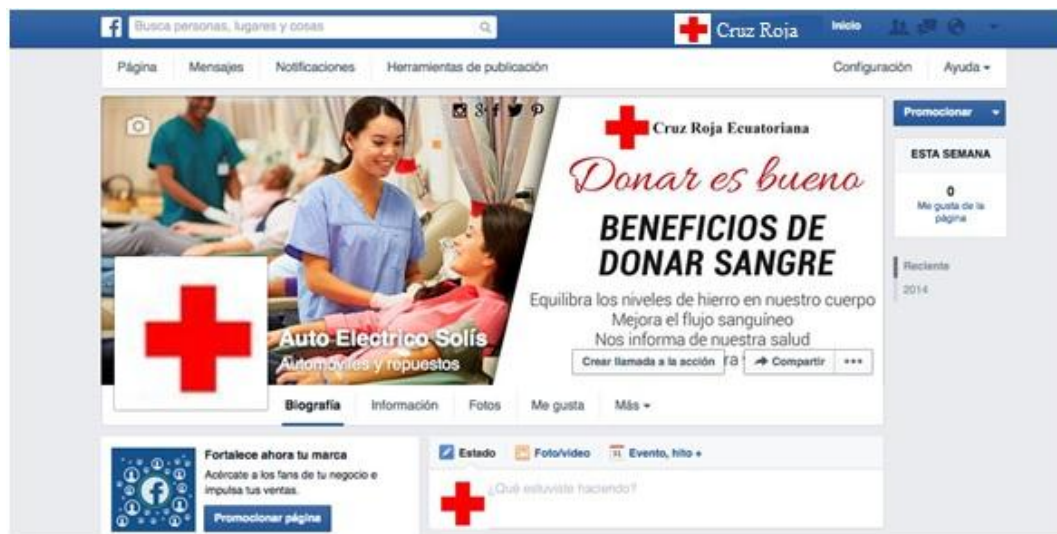 Busca personas, lugares y cosas
Cruz Roja
Inicio
Página Mensajes Notificaciones Herramientas de publicación Configuración Ayuda
Cruz Roja Ecuatoriana
Donar es bueno
BENEFICIOS DE
DONAR SANGRE
Equilibra los niveles de hierro en nuestro cuerpo
Mejora el flujo sanguíneo
Nos informa de nuestra salud
Auto Electrico Solís
Automóviles y repuestos
Crear llamada a la acción
Compartir
Promocionar
ESTA SEMANA
0
Me gusta de la
página
Reciente
2014
Biografía Información Fotos Me gusta Más
Fortalece ahora tu marca
Acércate a los fans de tu negocio e
impulsa tus ventas.
Promocionar página
Estado Foto/video Evento, hito +
¿Qué estuviste haciendo?